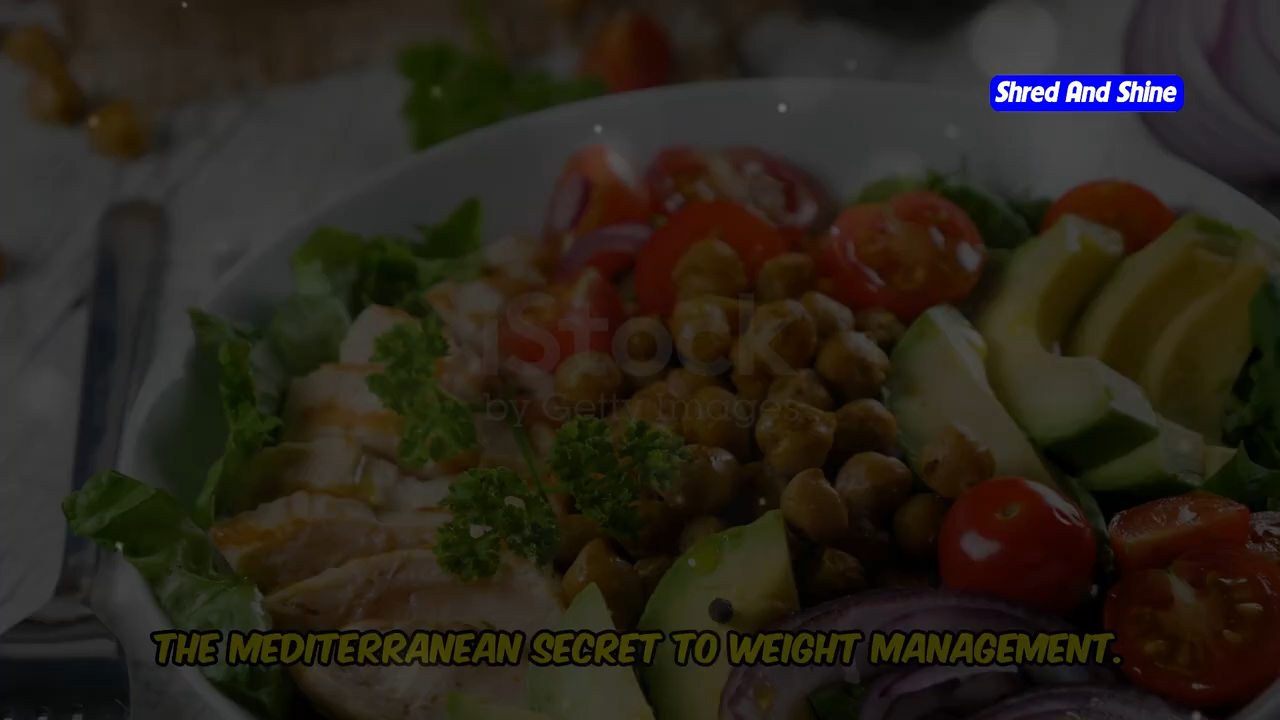 Shred And Shine
iStock
by Getty Images
THE MEDITERRANEAN SECRET TO WEIGHT MANAGEMENT.